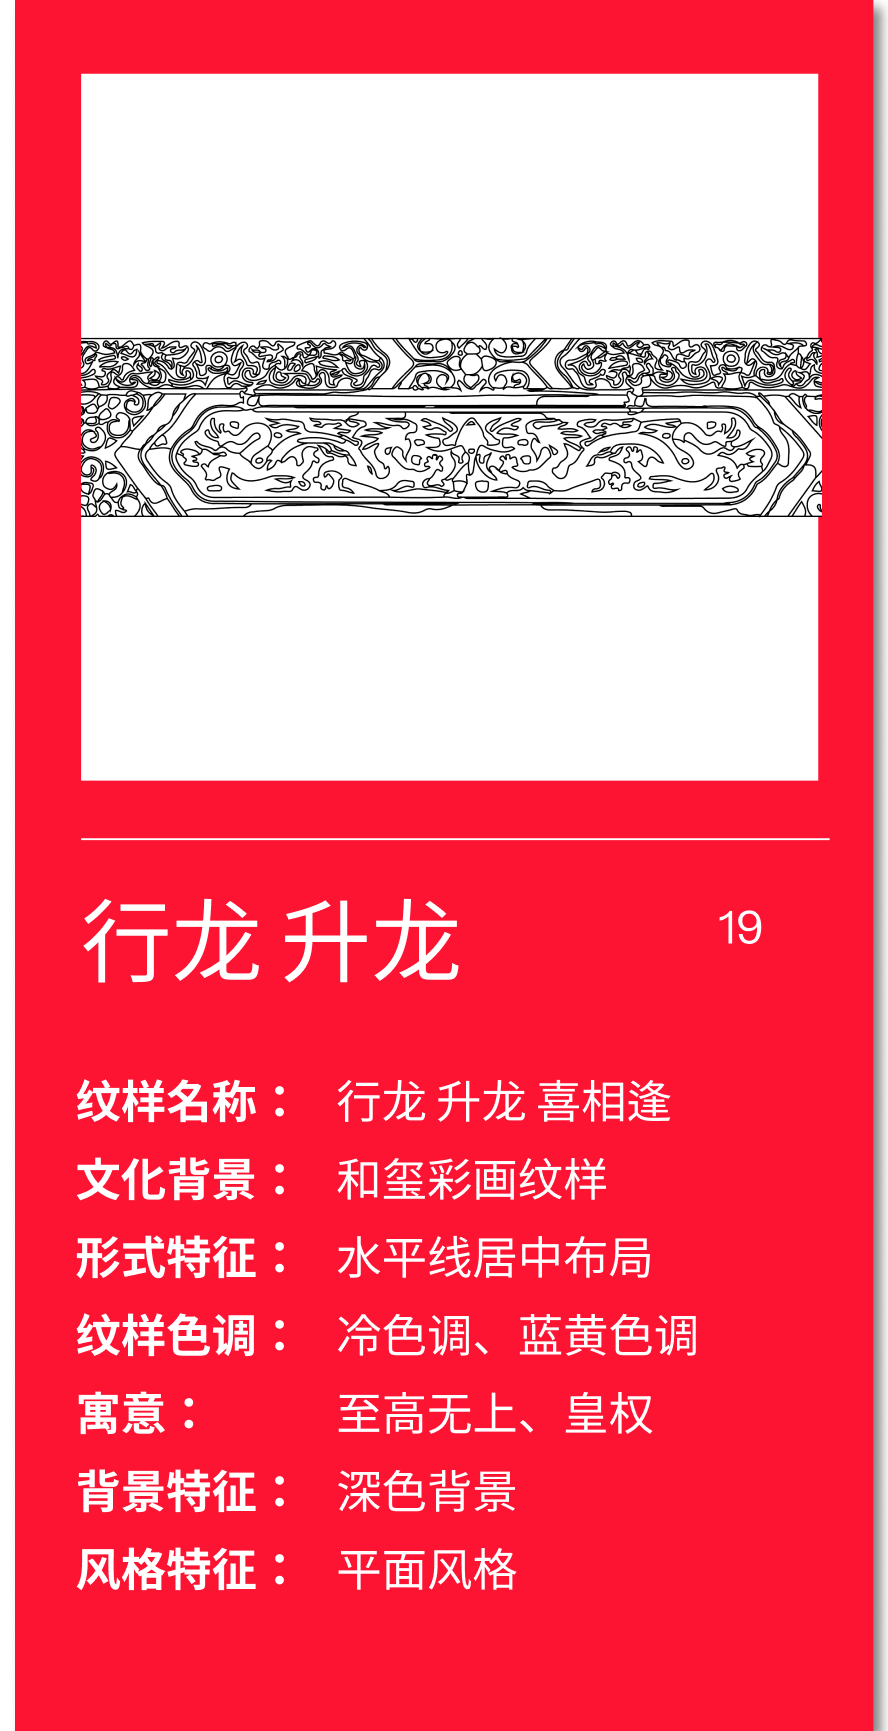 行龙 升龙 19
纹样名称： 行龙 升龙 喜相逢
文化背景： 和玺彩画纹样
形式特征： 水平线居中布局
纹样色调： 冷色调、蓝黄色调
寓意： 至高无上、皇权
背景特征： 深色背景
风格特征： 平面风格